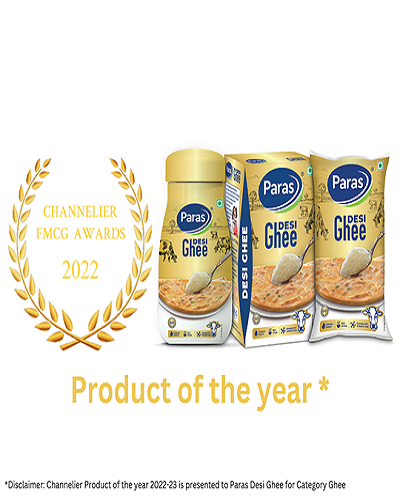 CHANNELIER
FMCG AWARDS
2022
Paras
DESI
Ghee
Paras
DESI
Ghee
DESI GHEE
Paras
DESI
Ghee
Product of the year *
*Disclaimer: Channelier Product of the year 2022-23 is presented to Paras Desi Ghee for Category Ghee